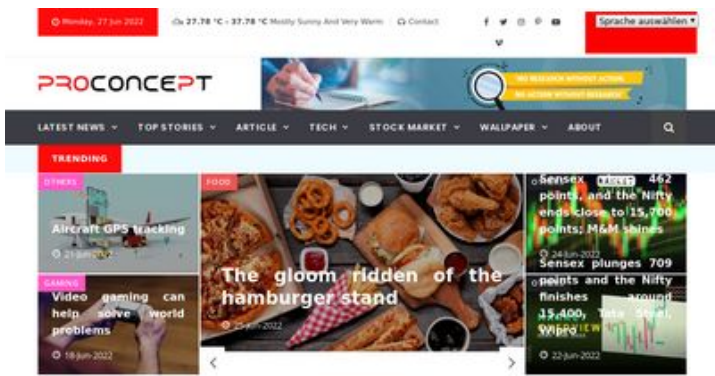 Monday, 27 Jun 2022
27.78 °C - 37.78 °C Mostly Sunny And Very Warm
Contact
Sprache auswählen
PROCONCEPT
NO RESEARCH WITHOUT ACTION,
NO ACTION WITHOUT RESEARCH
LATEST NEWS
TOP STORIES
ARTICLE
TECH
STOCK MARKET
WALLPAPER
ABOUT
TRENDING
OTHERS
Aircraft GPS tracking
21-Jun-2022
GAMING
Video gaming can
help solve world
problems
18-Jun-2022
FOOD
The gloom ridden of the
hamburger stand
25-Jun-2022
Sensex 462
points, and the Nifty
ends close to 15,700
points; M&M shines
24-Jun-2022
Sensex plunges 709
points and the Nifty
finishes around
15,400, Tata Steel,
Wipro
22-Jun-2022